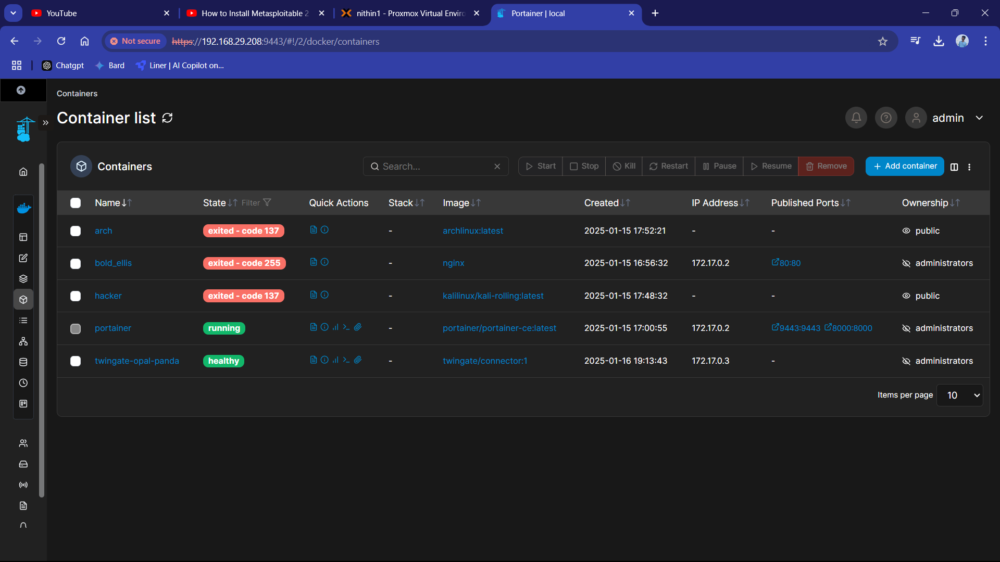 YouTube
How to Install Metasploitable 2
nithin1 - Proxmox Virtual Enviro
Portainer | local
Not secure
https://192.168.29.208:9443/#!/2/docker/containers
Chatgpt
Bard
Liner | AI Copilot on...
Containers
Container list
admin
Containers
Search...
Start Stop Kill Restart Pause Resume Remove
Add container
Name State Filter Quick Actions Stack Image Created IP Address Published Ports Ownership
arch exited - code 137 - archlinux:latest 2025-01-15 17:52:21 - - public
bold_ellis exited - code 255 - nginx 2025-01-15 16:56:32 172.17.0.2 80:80 administrators
hacker exited - code 137 - kalilinux/kali-rolling:latest 2025-01-15 17:48:32 - - public
portainer running - portainer/portainer-ce:latest 2025-01-15 17:00:55 172.17.0.2 9443:9443 8000:8000 administrators
twingate-opal-panda healthy - twingate/connector:1 2025-01-16 19:13:43 172.17.0.3 - administrators
Items per page 10